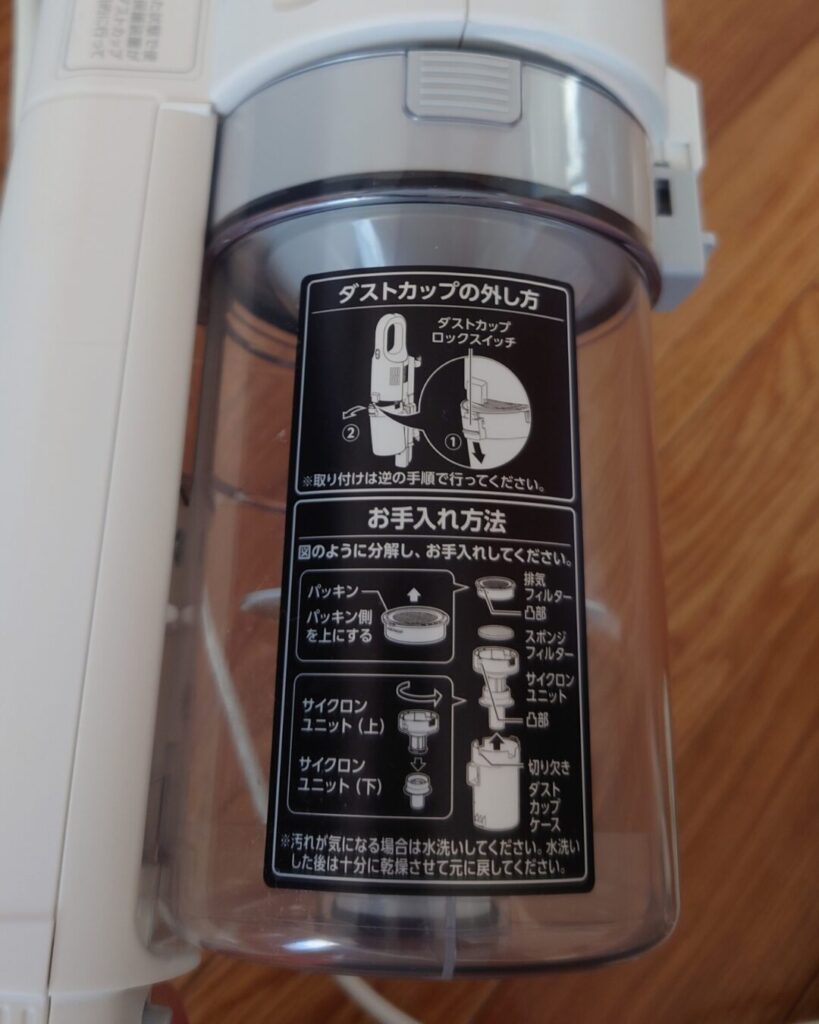 ダストカップの外し方
ダストカップ
ロックスイッチ
②
①
※取り付けは逆の手順で行ってください。
お手入れ方法
図のように分解し、お手入れしてください。
パッキン
パッキン側
を上にする
排気
フィルター
凸部
スポンジ
フィルター
サイクロン
ユニット
凸部
サイクロン
ユニット(上)
サイクロン
ユニット(下)
切り欠き
ダスト
カップ
ケース
※汚れが気になる場合は水洗いしてください。水洗い
した後は十分に乾燥させて元に戻してください。